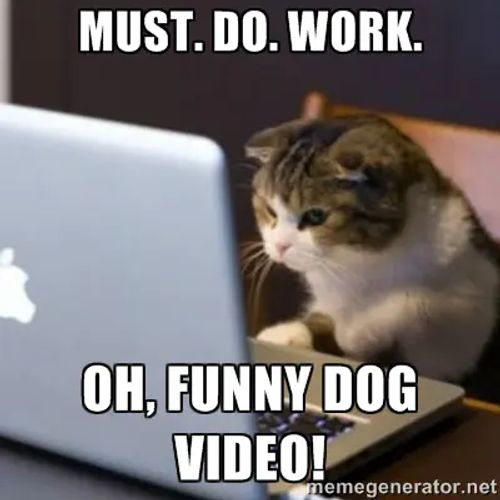 MUST. DO. WORK.
OH, FUNNY DOG
VIDEO!
memegenerator.net